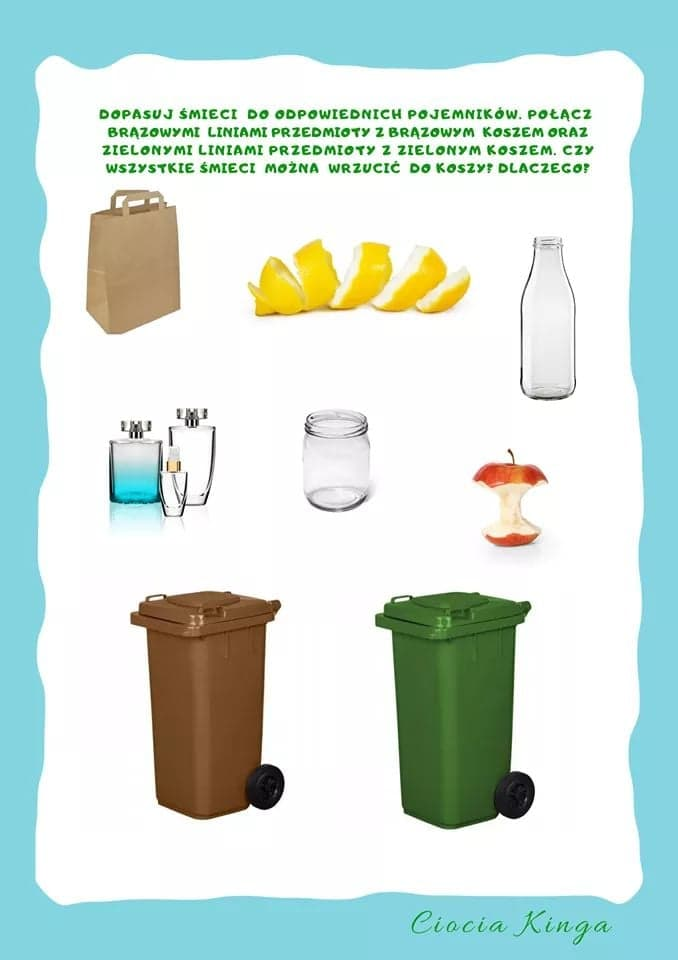 DOPASUJ ŚMIECI DO ODPOWIEDNICH POJEMNIKÓW. POŁĄCZ
BRĄZOWYMI LINIAMI PRZEDMIOTY Z BRĄZOWYM KOSZEM ORAZ
ZIELONYMI LINIAMI PRZEDMIOTY Z ZIELONYM KOSZEM. CZY
WSZYSTKIE ŚMIECI MOŻNA WRZUCIĆ DO KOSZY? DLACZEGO?
Ciocia Kinga